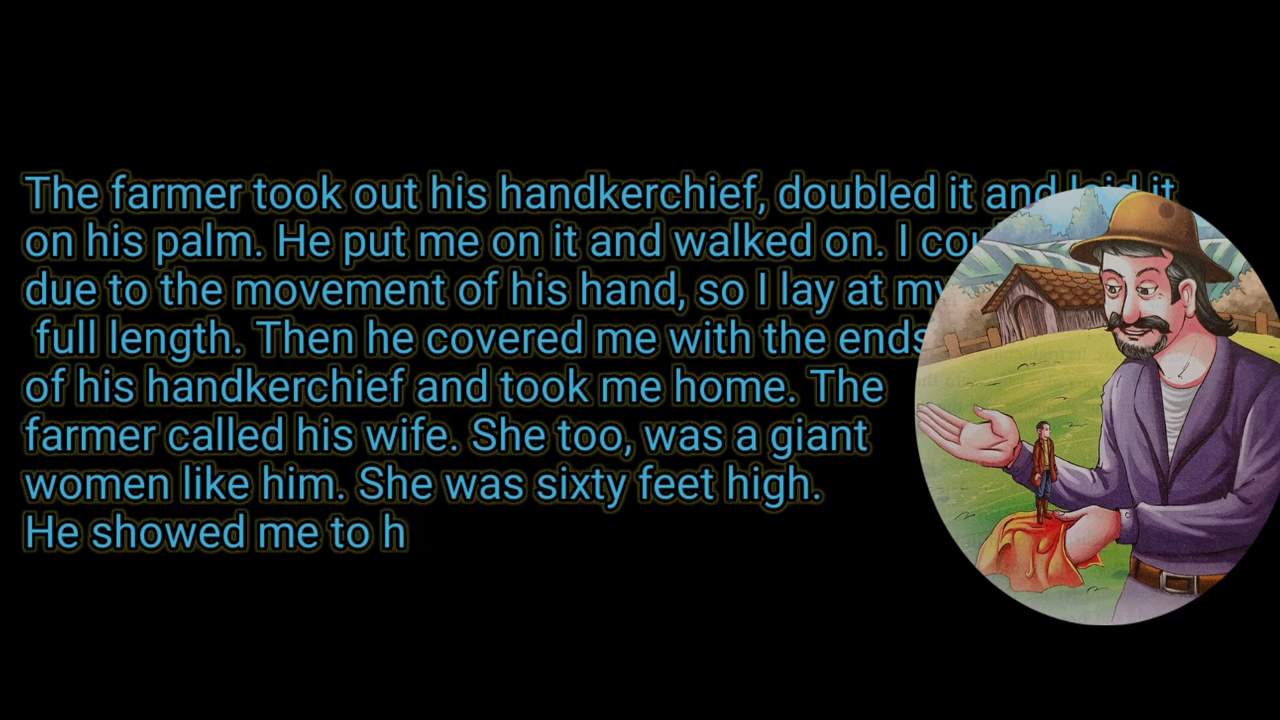 The farmer took out his handkerchief, doubled it and laid it
on his palm. He put me on it and walked on. I
due to the movement of his hand, so I lay at my
full length. Then he covered me with the ends
of his handkerchief and took me home. The
farmer called his wife. She too, was a giant
women like him. She was sixty feet high.
He showed me to h